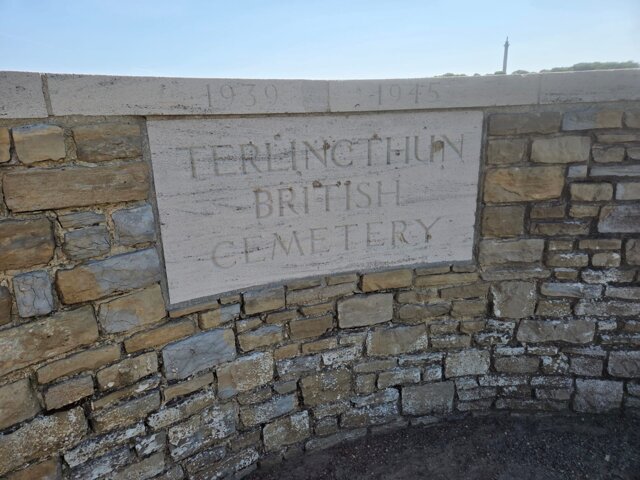 1939 1945
TERLINCTHUN
BRITISH
CEMETERY